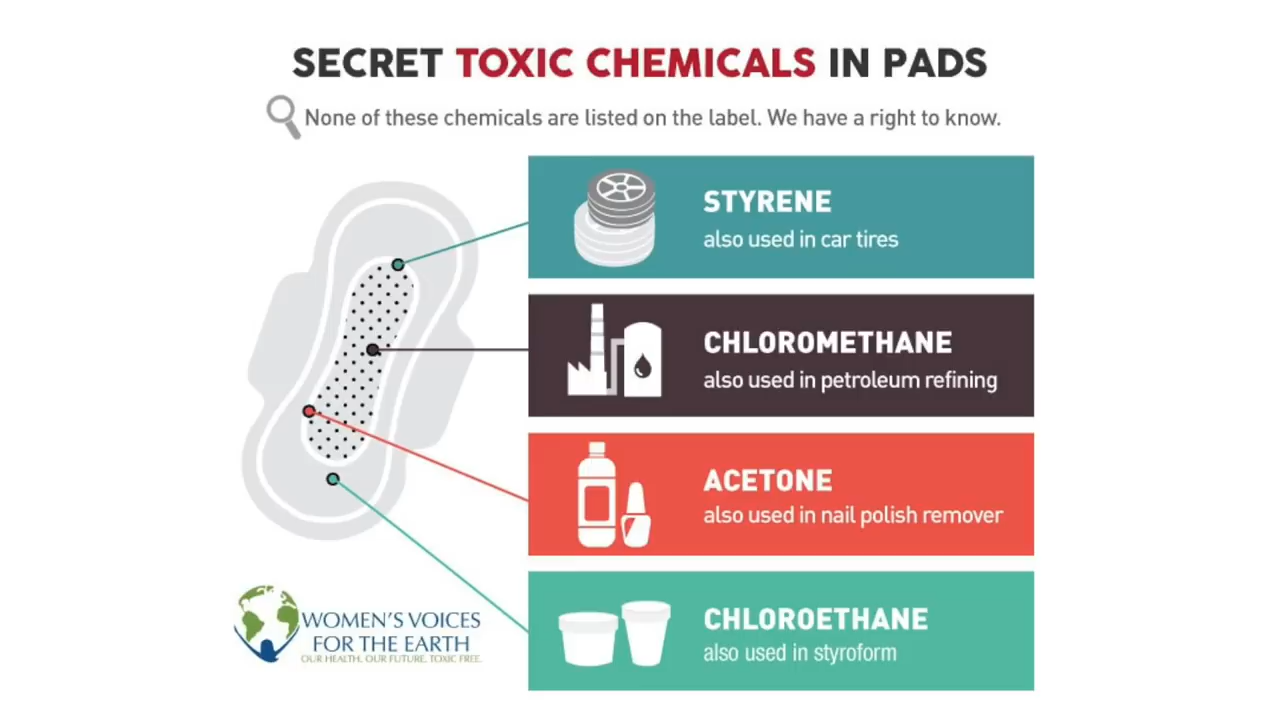 SECRET TOXIC CHEMICALS IN PADS
None of these chemicals are listed on the label. We have a right to know.
STYRENE
also used in car tires
CHLOROMETHANE
also used in petroleum refining
ACETONE
also used in nail polish remover
CHLOROETHANE
also used in styroform
WOMEN'S VOICES
FOR THE EARTH
OUR HEALTH. OUR FUTURE. TOXIC FREE.